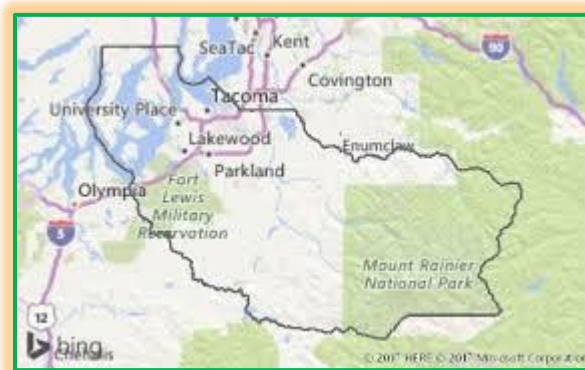 SeaTac
Kent
90
Covington
Tacoma
University Place
Enumclaw
Lakewood
Parkland
Olympia
Fort
Lewis
Military
Reservation
5
Mount Rainier
National Park
12
bing
Chehalis
© 2017 HERE © 2017 Microsoft Corporation